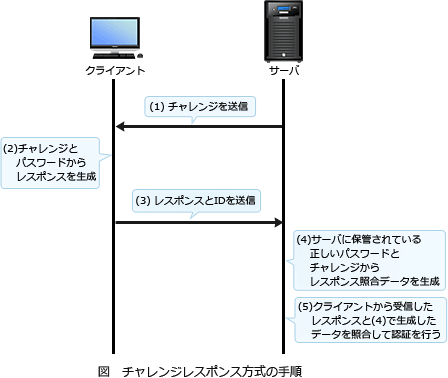 クライアント
サーバ
(1) チャレンジを送信
(2)チャレンジと
パスワードから
レスポンスを生成
(3) レスポンスとIDを送信
(4)サーバに保管されている
正しいパスワードと
チャレンジから
レスポンス照合データを生成
(5)クライアントから受信した
レスポンスと(4)で生成した
データを照合して認証を行う
図　チャレンジレスポンス方式の手順